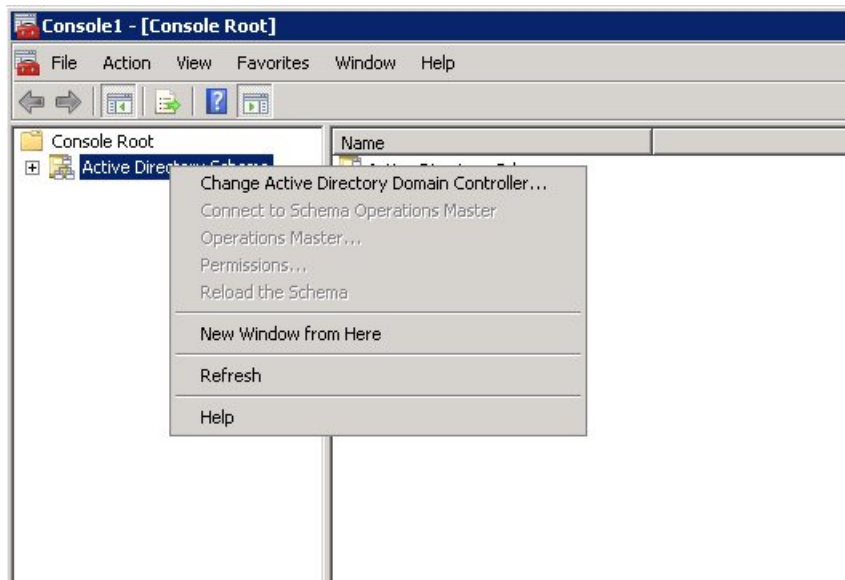 Console1 - [Console Root]
File Action View Favorites Window Help
Console Root
Name
Active Directory Schema
Change Active Directory Domain Controller...
Connect to Schema Operations Master
Operations Master...
Permissions...
Reload the Schema
New Window from Here
Refresh
Help